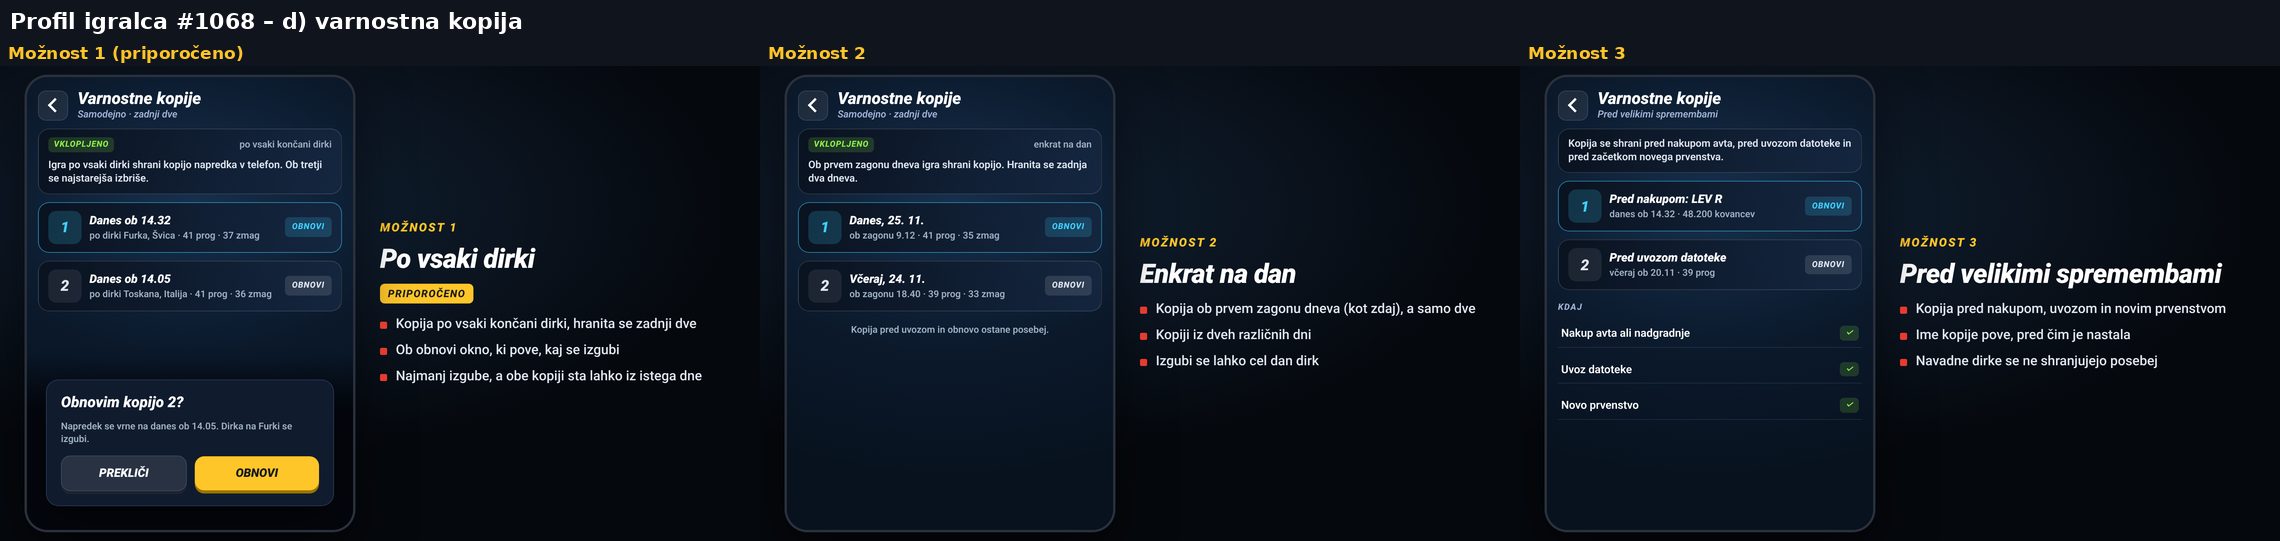 Profil igralca #1068 – d) varnostna kopija
Možnost 1 (priporočeno)
Varnostne kopije
Samodejno · zadnji dve
VKLOPLJENO
po vsaki končani dirki
Igra po vsaki dirki shrani kopijo napredka v telefon. Ob tretji
se najstarejša izbriše.
1
Danes ob 14.32
po dirki Furka, Švica · 41 prog · 37 zmag
OBNOVI
2
Danes ob 14.05
po dirki Toskana, Italija · 41 prog · 36 zmag
OBNOVI
Obnovim kopijo 2?
Napredek se vrne na danes ob 14.05. Dirka na Furki se
izgubi.
PREKLIČI
OBNOVI
MOŽNOST 1
Po vsaki dirki
PRIPOROČENO
Kopija po vsaki končani dirki, hranita se zadnji dve
Ob obnovi okno, ki pove, kaj se izgubi
Najmanj izgube, a obe kopiji sta lahko iz istega dne
Možnost 2
Varnostne kopije
Samodejno · zadnji dve
VKLOPLJENO
enkrat na dan
Ob prvem zagonu dneva igra shrani kopijo. Hranita se zadnja
dva dneva.
1
Danes, 25. 11.
ob zagonu 9.12 · 41 prog · 35 zmag
OBNOVI
2
Včeraj, 24. 11.
ob zagonu 18.40 · 39 prog · 33 zmag
OBNOVI
Kopija pred uvozom in obnovo ostane posebej.
MOŽNOST 2
Enkrat na dan
Kopija ob prvem zagonu dneva (kot zdaj), a samo dve
Kopiji iz dveh različnih dni
Izgubi se lahko cel dan dirk
Možnost 3
Varnostne kopije
Pred velikimi spremembami
Kopija se shrani pred nakupom avta, pred uvozom datoteke in
pred začetkom novega prvenstva.
1
Pred nakupom: LEV R
danes ob 14.32 · 48.200 kovancev
OBNOVI
2
Pred uvozom datoteke
včeraj ob 20.11 · 39 prog
OBNOVI
KDAJ
Nakup avta ali nadgradnje
Uvoz datoteke
Novo prvenstvo
MOŽNOST 3
Pred velikimi spremembami
Kopija pred nakupom, uvozom in novim prvenstvom
Ime kopije pove, pred čim je nastala
Navadne dirke se ne shranjujejo posebej